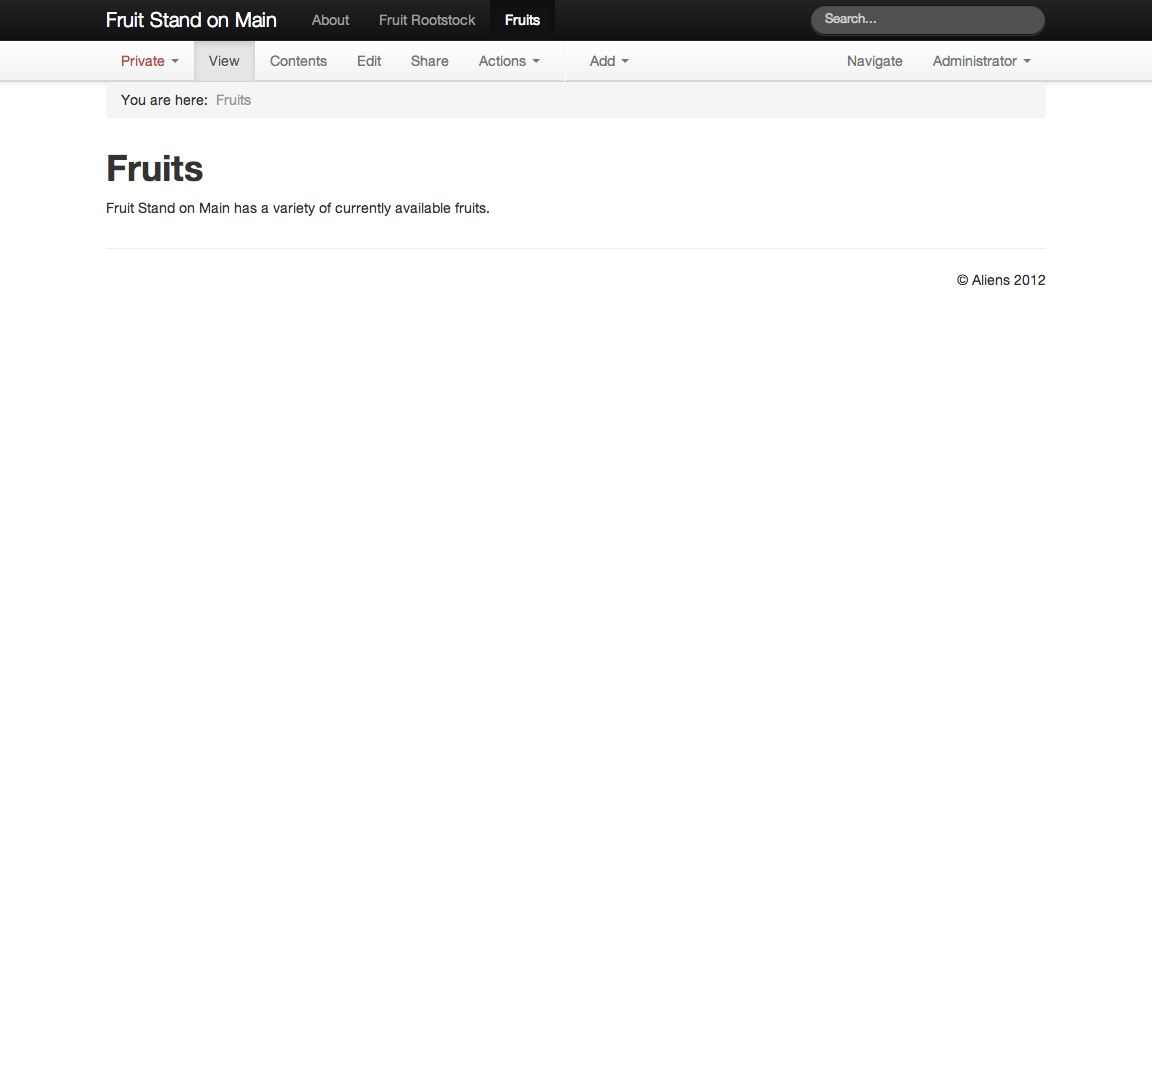 Fruit Stand on Main About Fruit Rootstock Fruits Search...
Private View Contents Edit Share Actions Add Navigate Administrator
You are here: Fruits
Fruits
Fruit Stand on Main has a variety of currently available fruits.
© Aliens 2012